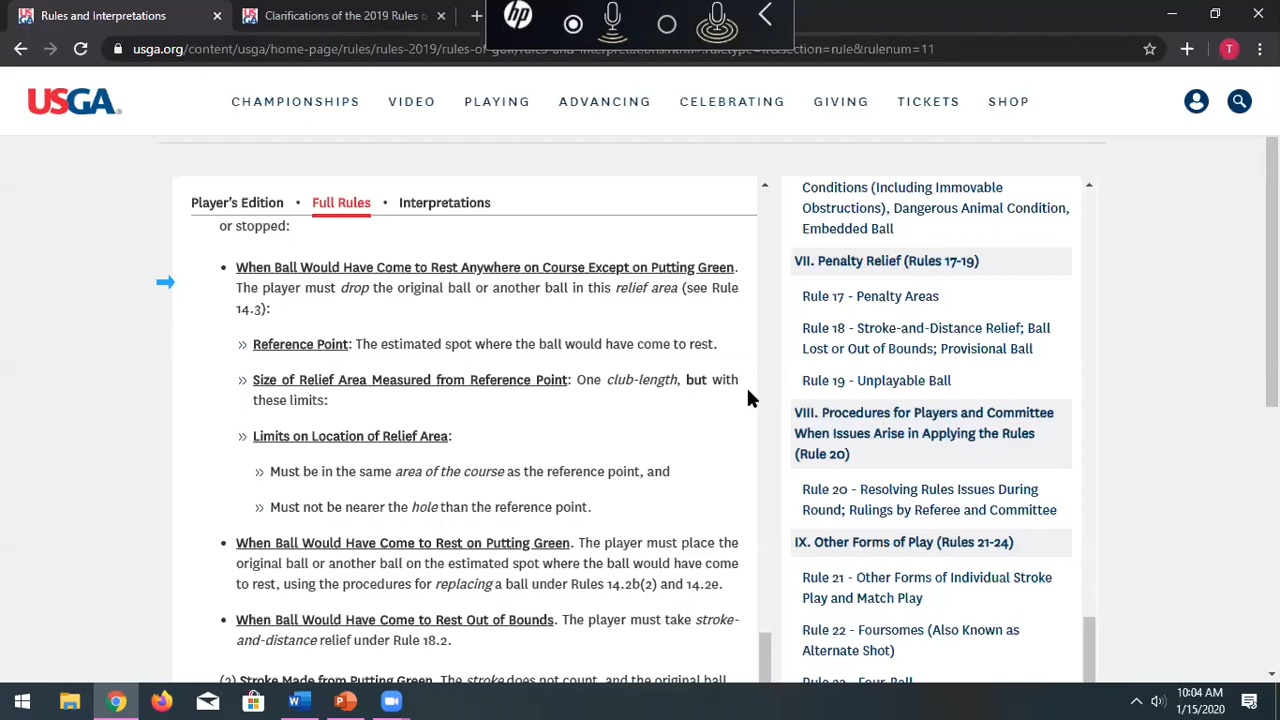 Rules and Interpretations
Clarifications of the 2019 Rules o
hp
usga.org/content/usga/home-page/rules/rules-2019/rules-of-golf/rules-and-interpretations.html#!ruletype=fr&section=rule&rulenum=11
T
USGA
CHAMPIONSHIPS VIDEO PLAYING ADVANCING CELEBRATING GIVING TICKETS SHOP
Player's Edition • Full Rules • Interpretations
or stopped:
• When Ball Would Have Come to Rest Anywhere on Course Except on Putting Green.
The player must drop the original ball or another ball in this relief area (see Rule
14.3):
» Reference Point: The estimated spot where the ball would have come to rest.
» Size of Relief Area Measured from Reference Point: One club-length, but with
these limits:
» Limits on Location of Relief Area:
» Must be in the same area of the course as the reference point, and
» Must not be nearer the hole than the reference point.
• When Ball Would Have Come to Rest on Putting Green. The player must place the
original ball or another ball on the estimated spot where the ball would have come
to rest, using the procedures for replacing a ball under Rules 14.2b(2) and 14.2e.
• When Ball Would Have Come to Rest Out of Bounds. The player must take stroke-
and-distance relief under Rule 18.2.
(2) Stroke Made from Putting Green. The stroke does not count, and the original ball
Conditions (Including Immovable
Obstructions), Dangerous Animal Condition,
Embedded Ball
VII. Penalty Relief (Rules 17-19)
Rule 17 - Penalty Areas
Rule 18 - Stroke-and-Distance Relief; Ball
Lost or Out of Bounds; Provisional Ball
Rule 19 - Unplayable Ball
VIII. Procedures for Players and Committee
When Issues Arise in Applying the Rules
(Rule 20)
Rule 20 - Resolving Rules Issues During
Round; Rulings by Referee and Committee
IX. Other Forms of Play (Rules 21-24)
Rule 21 - Other Forms of Individual Stroke
Play and Match Play
Rule 22 - Foursomes (Also Known as
Alternate Shot)
Rule 23 - Four-Ball
10:04 AM
1/15/2020